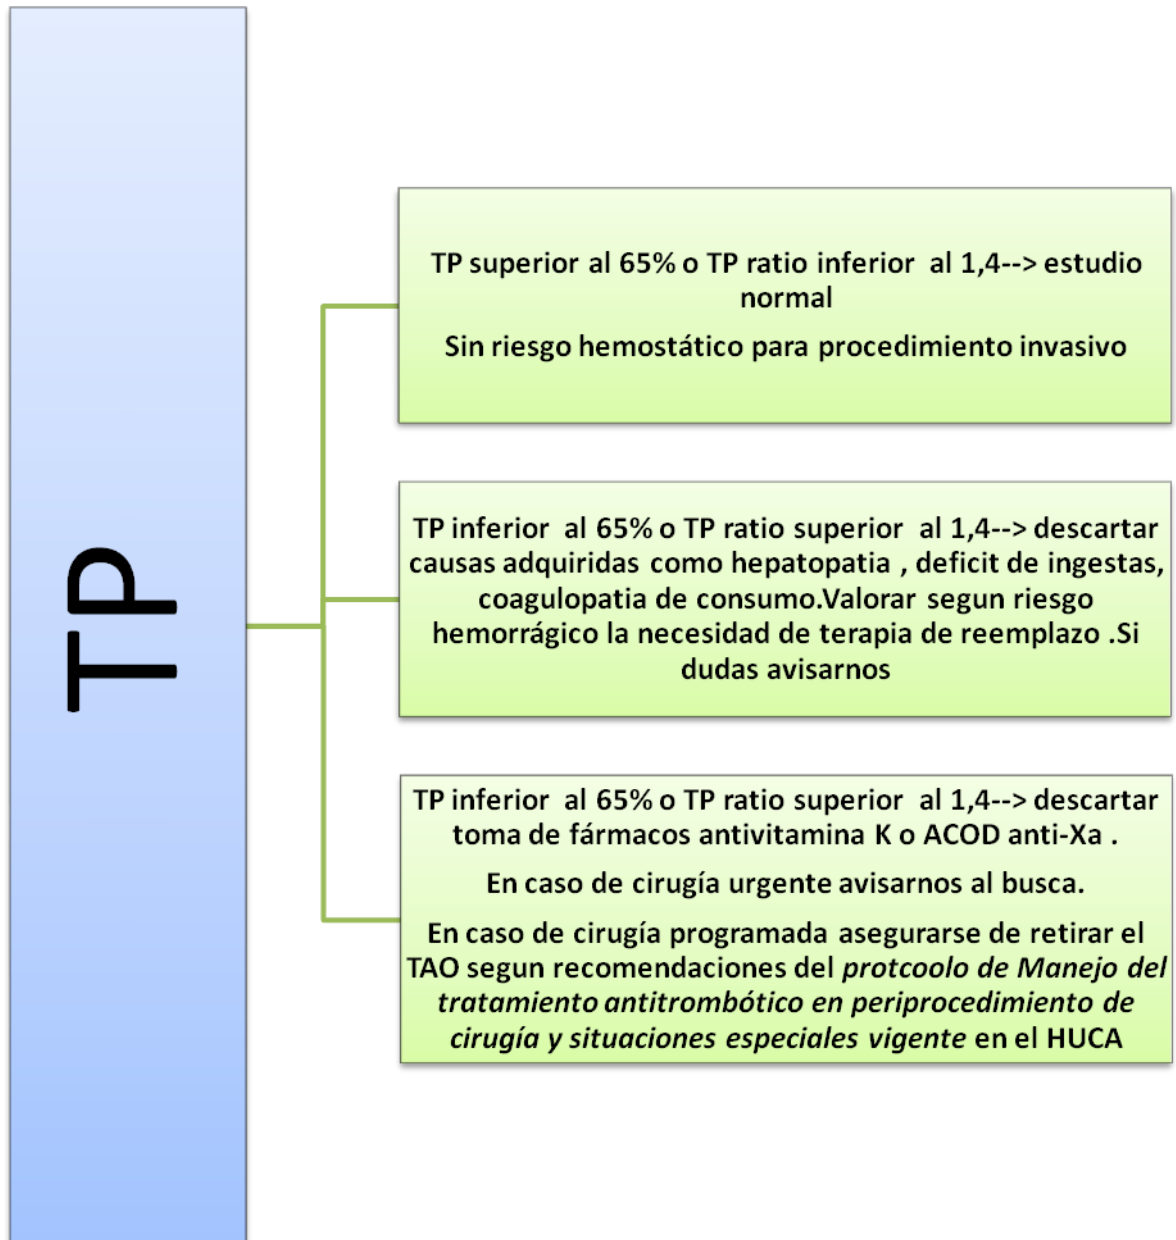 TP
TP superior al 65% o TP ratio inferior al 1,4--> estudio
normal
Sin riesgo hemostático para procedimiento invasivo
TP inferior al 65% o TP ratio superior al 1,4--> descartar
causas adquiridas como hepatopatia , deficit de ingestas,
coagulopatia de consumo.Valorar segun riesgo
hemorrágico la necesidad de terapia de reemplazo .Si
dudas avisarnos
TP inferior al 65% o TP ratio superior al 1,4--> descartar
toma de fármacos antivitamina K o ACOD anti-Xa .
En caso de cirugía urgente avisarnos al busca.
En caso de cirugía programada asegurarse de retirar el
TAO segun recomendaciones del protcoolo de Manejo del
tratamiento antitrombótico en periprocedimiento de
cirugía y situaciones especiales vigente en el HUCA